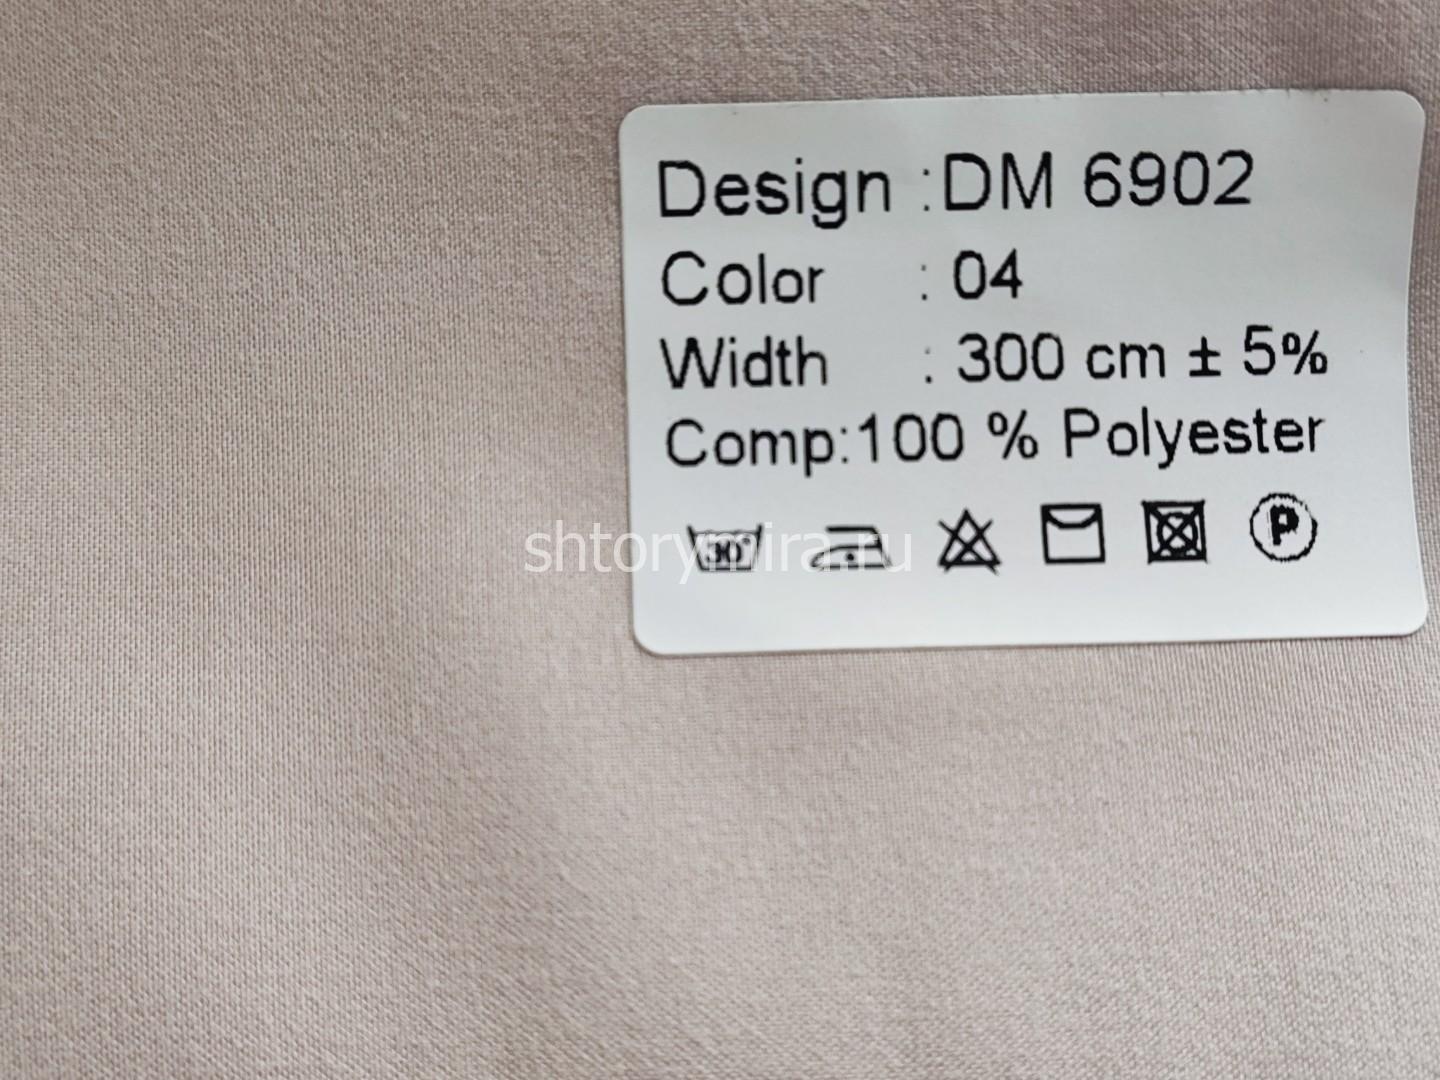 Design :DM 6902
Color : 04
Width : 300 cm ± 5%
Comp:100 % Polyester
30°
P
shtorymira.ru